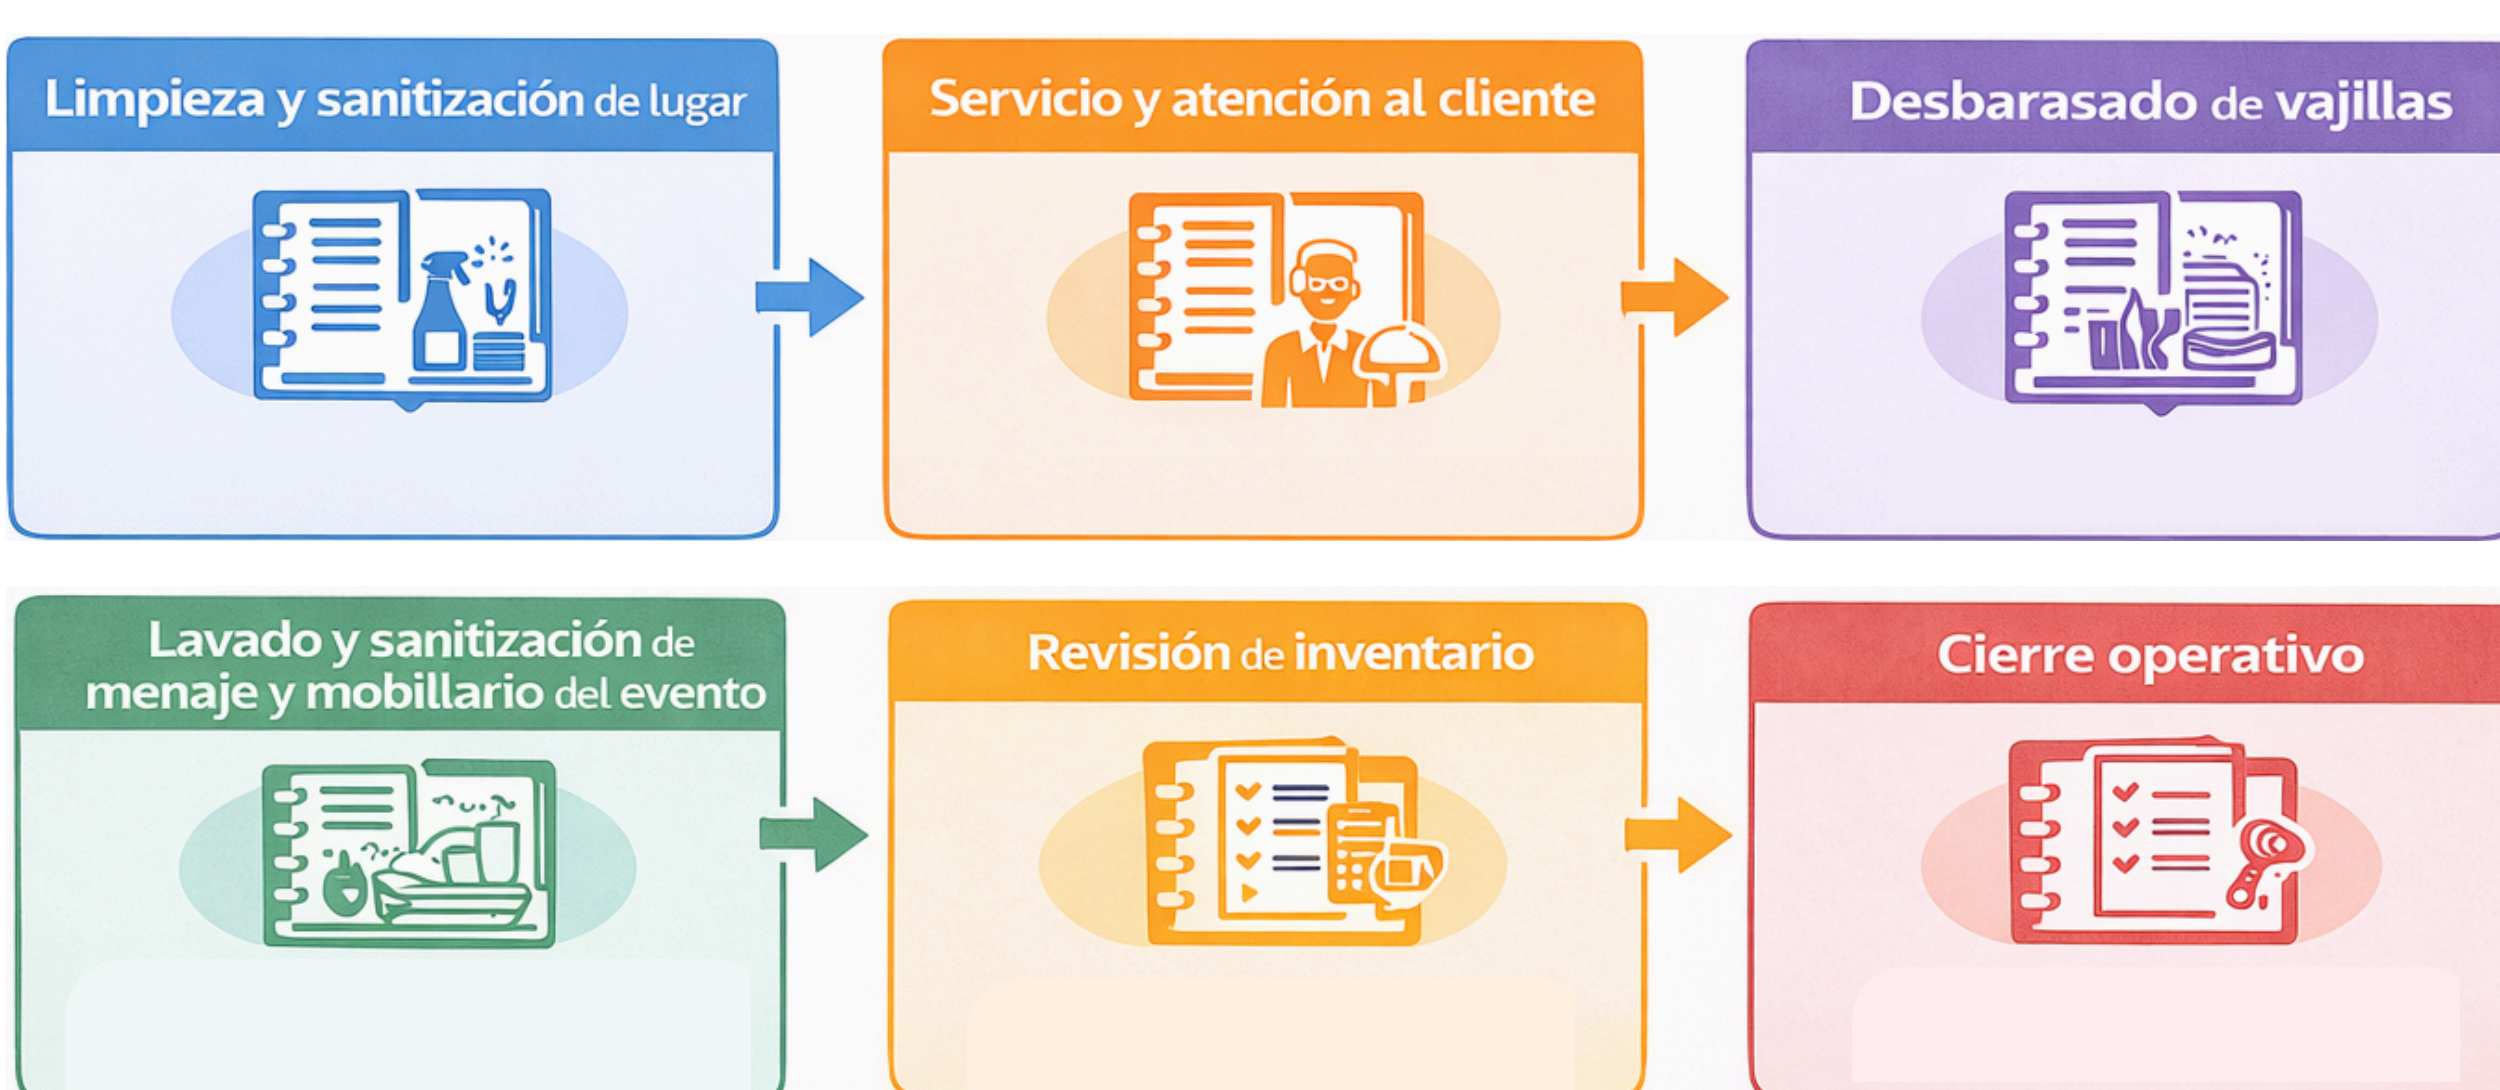 Limpieza y sanitización de lugar
Servicio y atención al cliente
Desbarasado de vajillas
Lavado y sanitización de
menaje y mobillario del evento
Revisión de inventario
Cierre operativo